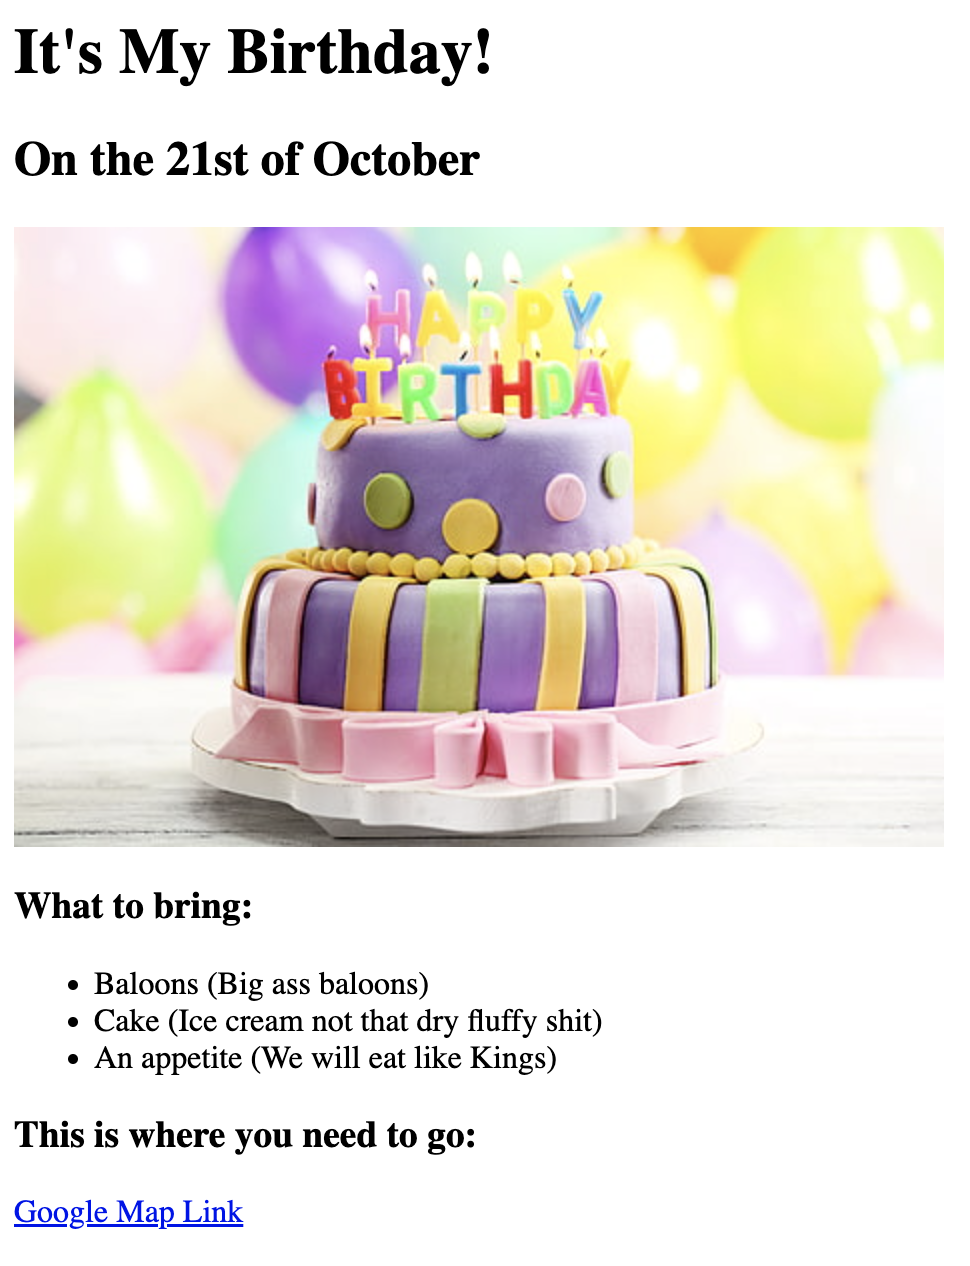 It's My Birthday!
On the 21st of October
HAPPY
BIRTHDAY
What to bring:
Baloons (Big ass baloons)
Cake (Ice cream not that dry fluffy shit)
An appetite (We will eat like Kings)
This is where you need to go:
Google Map Link